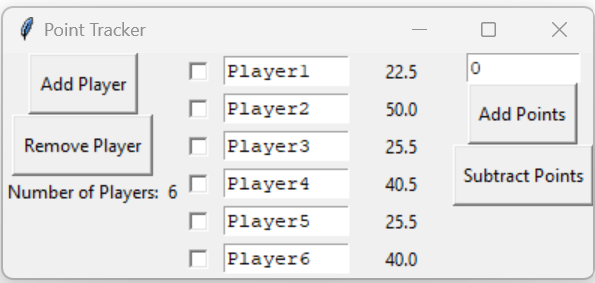 Point Tracker
Add Player
Remove Player
Number of Players: 6
Player1 22.5
Player2 50.0
Player3 25.5
Player4 40.5
Player5 25.5
Player6 40.0
0
Add Points
Subtract Points